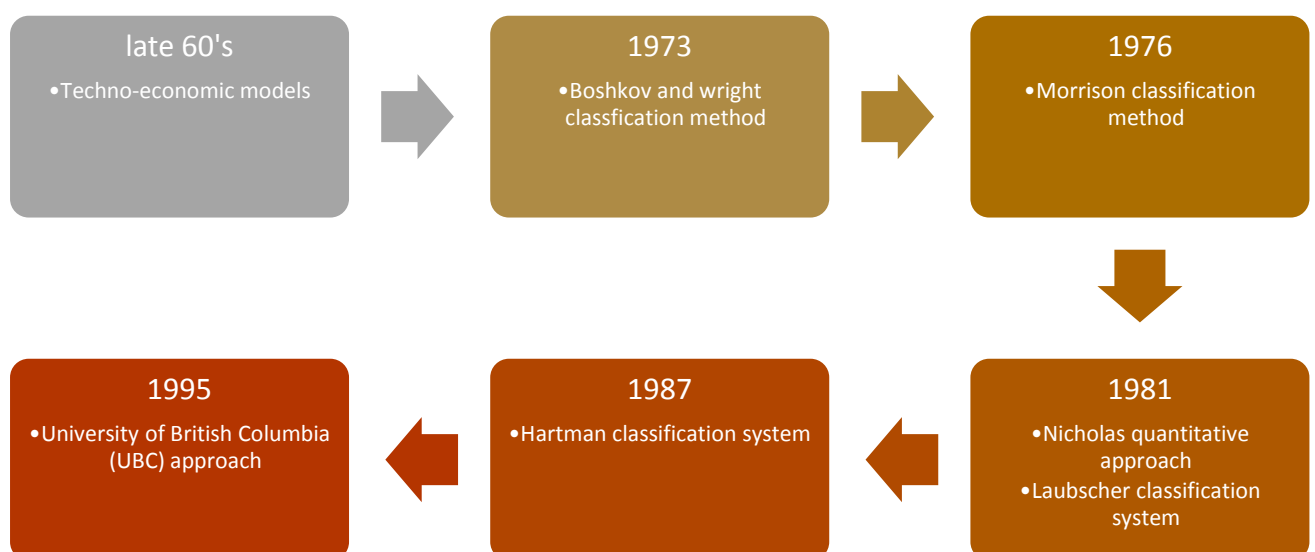 late 60's
•Techno-economic models
1973
•Boshkov and wright
classfication method
1976
•Morrison classification
method
1981
•Nicholas quantitative
approach
•Laubscher classification
system
1987
•Hartman classification system
1995
•University of British Columbia
(UBC) approach